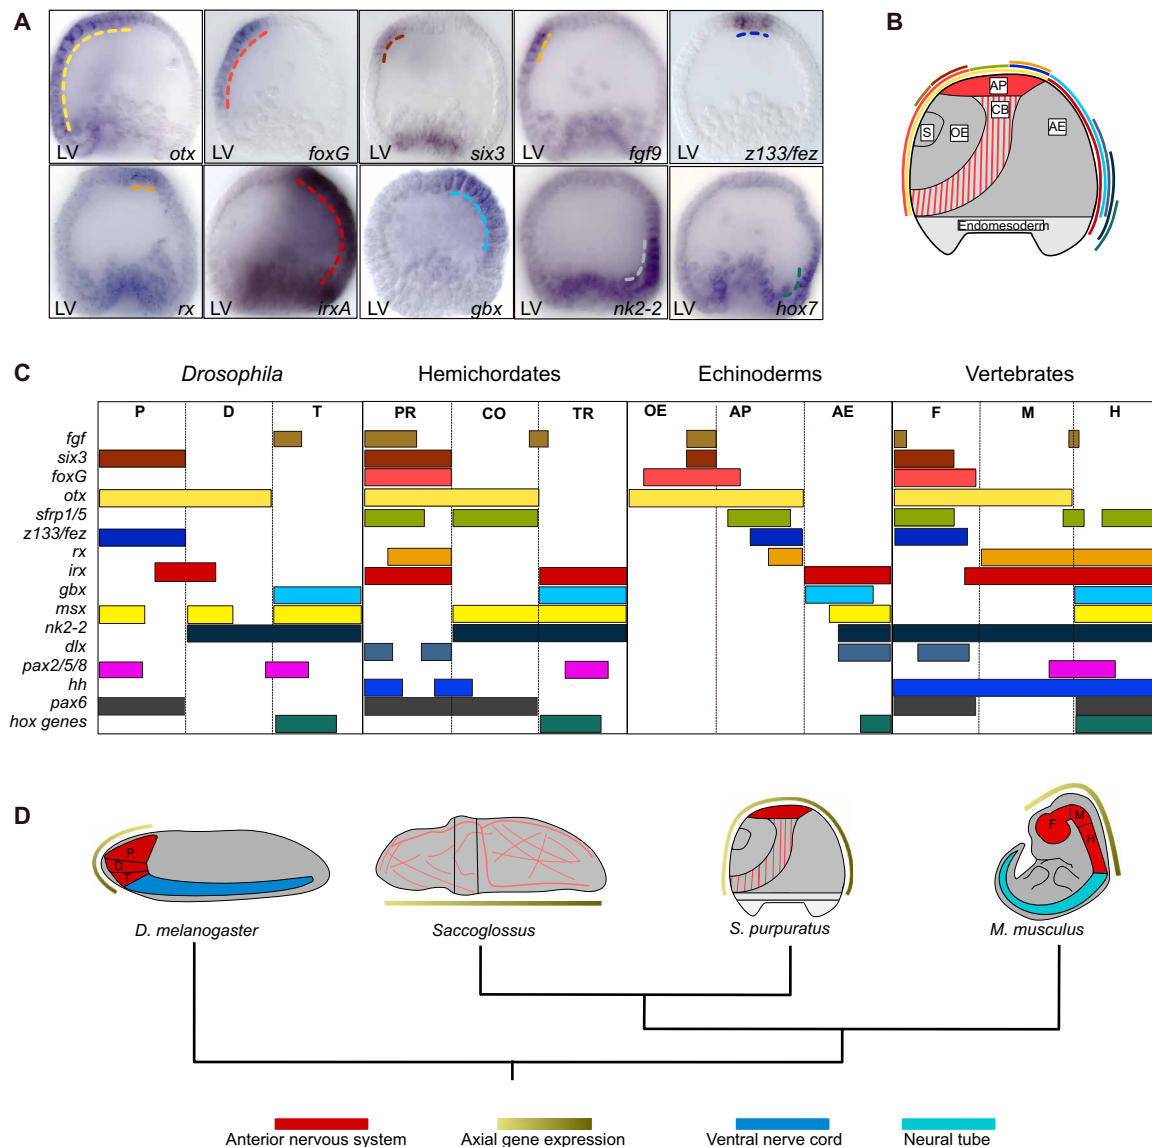 A
LV otx
LV foxG
LV six3
LV fgf9
LV z133/fez
LV rx
LV irxA
LV gbx
LV nk2-2
LV hox7
B
AP
CB
S OE AE
Endomesoderm
C
Drosophila Hemichordates Echinoderms Vertebrates
P D T PR CO TR OE AP AE F M H
fgf
six3
foxG
otx
sfrp1/5
z133/fez
rx
irx
gbx
msx
nk2-2
dlx
pax2/5/8
hh
pax6
hox genes
D
P
D
T
F M
H
D. melanogaster Saccoglossus S. purpuratus M. musculus
Anterior nervous system Axial gene expression Ventral nerve cord Neural tube